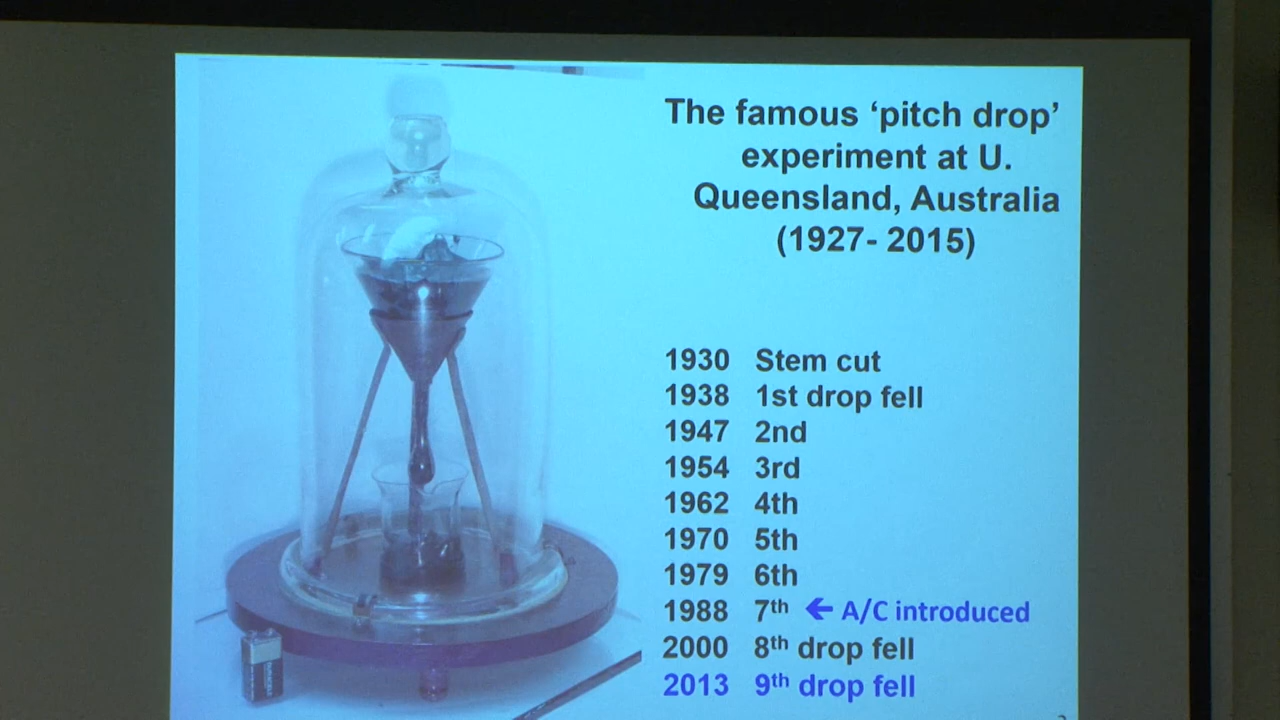 The famous ‘pitch drop’
experiment at U.
Queensland, Australia
(1927- 2015)
1930 Stem cut
1938 1st drop fell
1947 2nd
1954 3rd
1962 4th
1970 5th
1979 6th
1988 7th ← A/C introduced
2000 8th drop fell
2013 9th drop fell